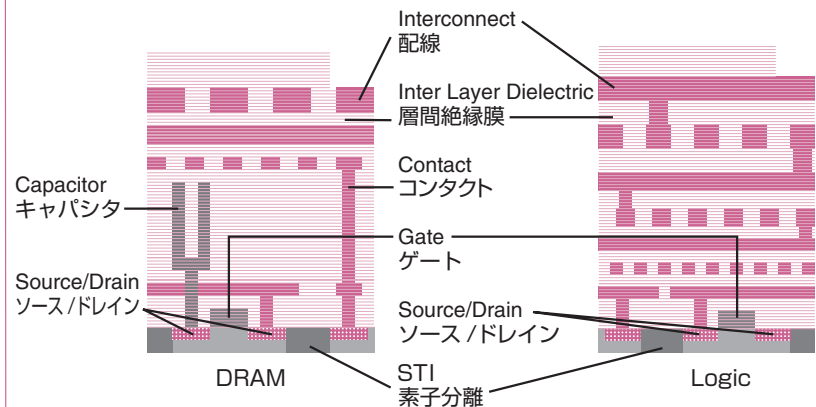 Interconnect
配線
Inter Layer Dielectric
層間絶縁膜
Capacitor
キャパシタ
Contact
コンタクト
Gate
ゲート
Source/Drain
ソース/ドレイン
Source/Drain
ソース/ドレイン
DRAM
STI
素子分離
Logic